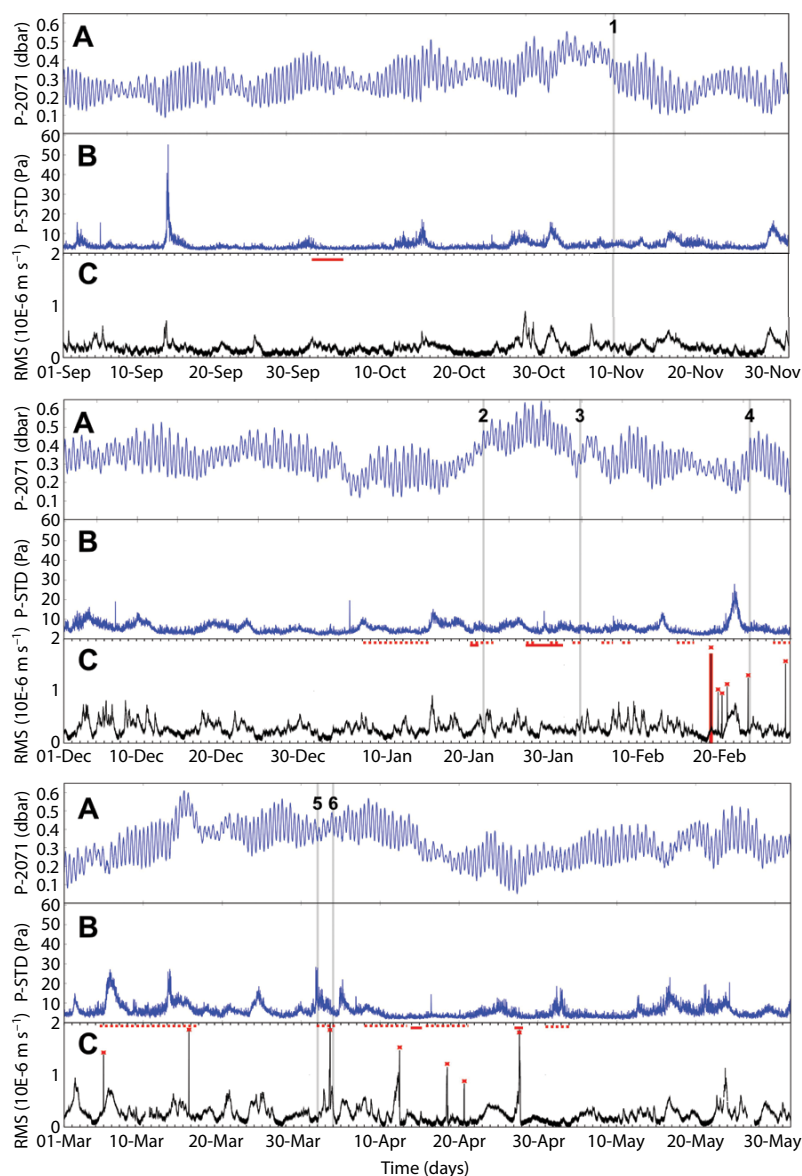 A
1
P-2071 (dbar)
0.6
0.5
0.4
0.3
0.2
0.1
B
P-STD (Pa)
60
50
40
30
20
10
C
RMS (10E-6 m s⁻¹)
2
1
0
01-Sep 10-Sep 20-Sep 30-Sep 10-Oct 20-Oct 30-Oct 10-Nov 20-Nov 30-Nov
A
2 3 4
P-2071 (dbar)
0.6
0.5
0.4
0.3
0.2
0.1
B
P-STD (Pa)
60
50
40
30
20
10
C
RMS (10E-6 m s⁻¹)
2
1
0
01-Dec 10-Dec 20-Dec 30-Dec 10-Jan 20-Jan 30-Jan 10-Feb 20-Feb
A
5 6
P-2071 (dbar)
0.6
0.5
0.4
0.3
0.2
0.1
B
P-STD (Pa)
60
50
40
30
20
10
C
RMS (10E-6 m s⁻¹)
2
1
0
01-Mar 10-Mar 20-Mar 30-Mar 10-Apr 20-Apr 30-Apr 10-May 20-May 30-May
Time (days)